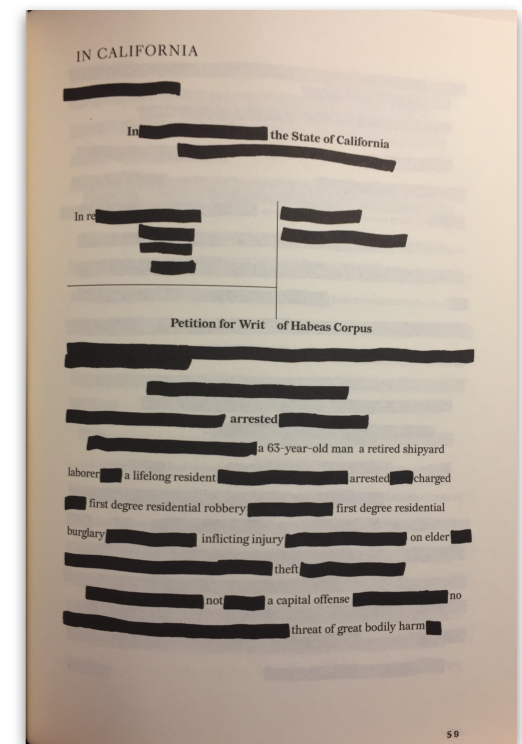 IN CALIFORNIA
In the State of California
In re
Petition for Writ of Habeas Corpus
arrested
a 63-year-old man a retired shipyard
laborer a lifelong resident arrested charged
first degree residential robbery first degree residential
burglary inflicting injury on elder
theft
not a capital offense no
threat of great bodily harm
59